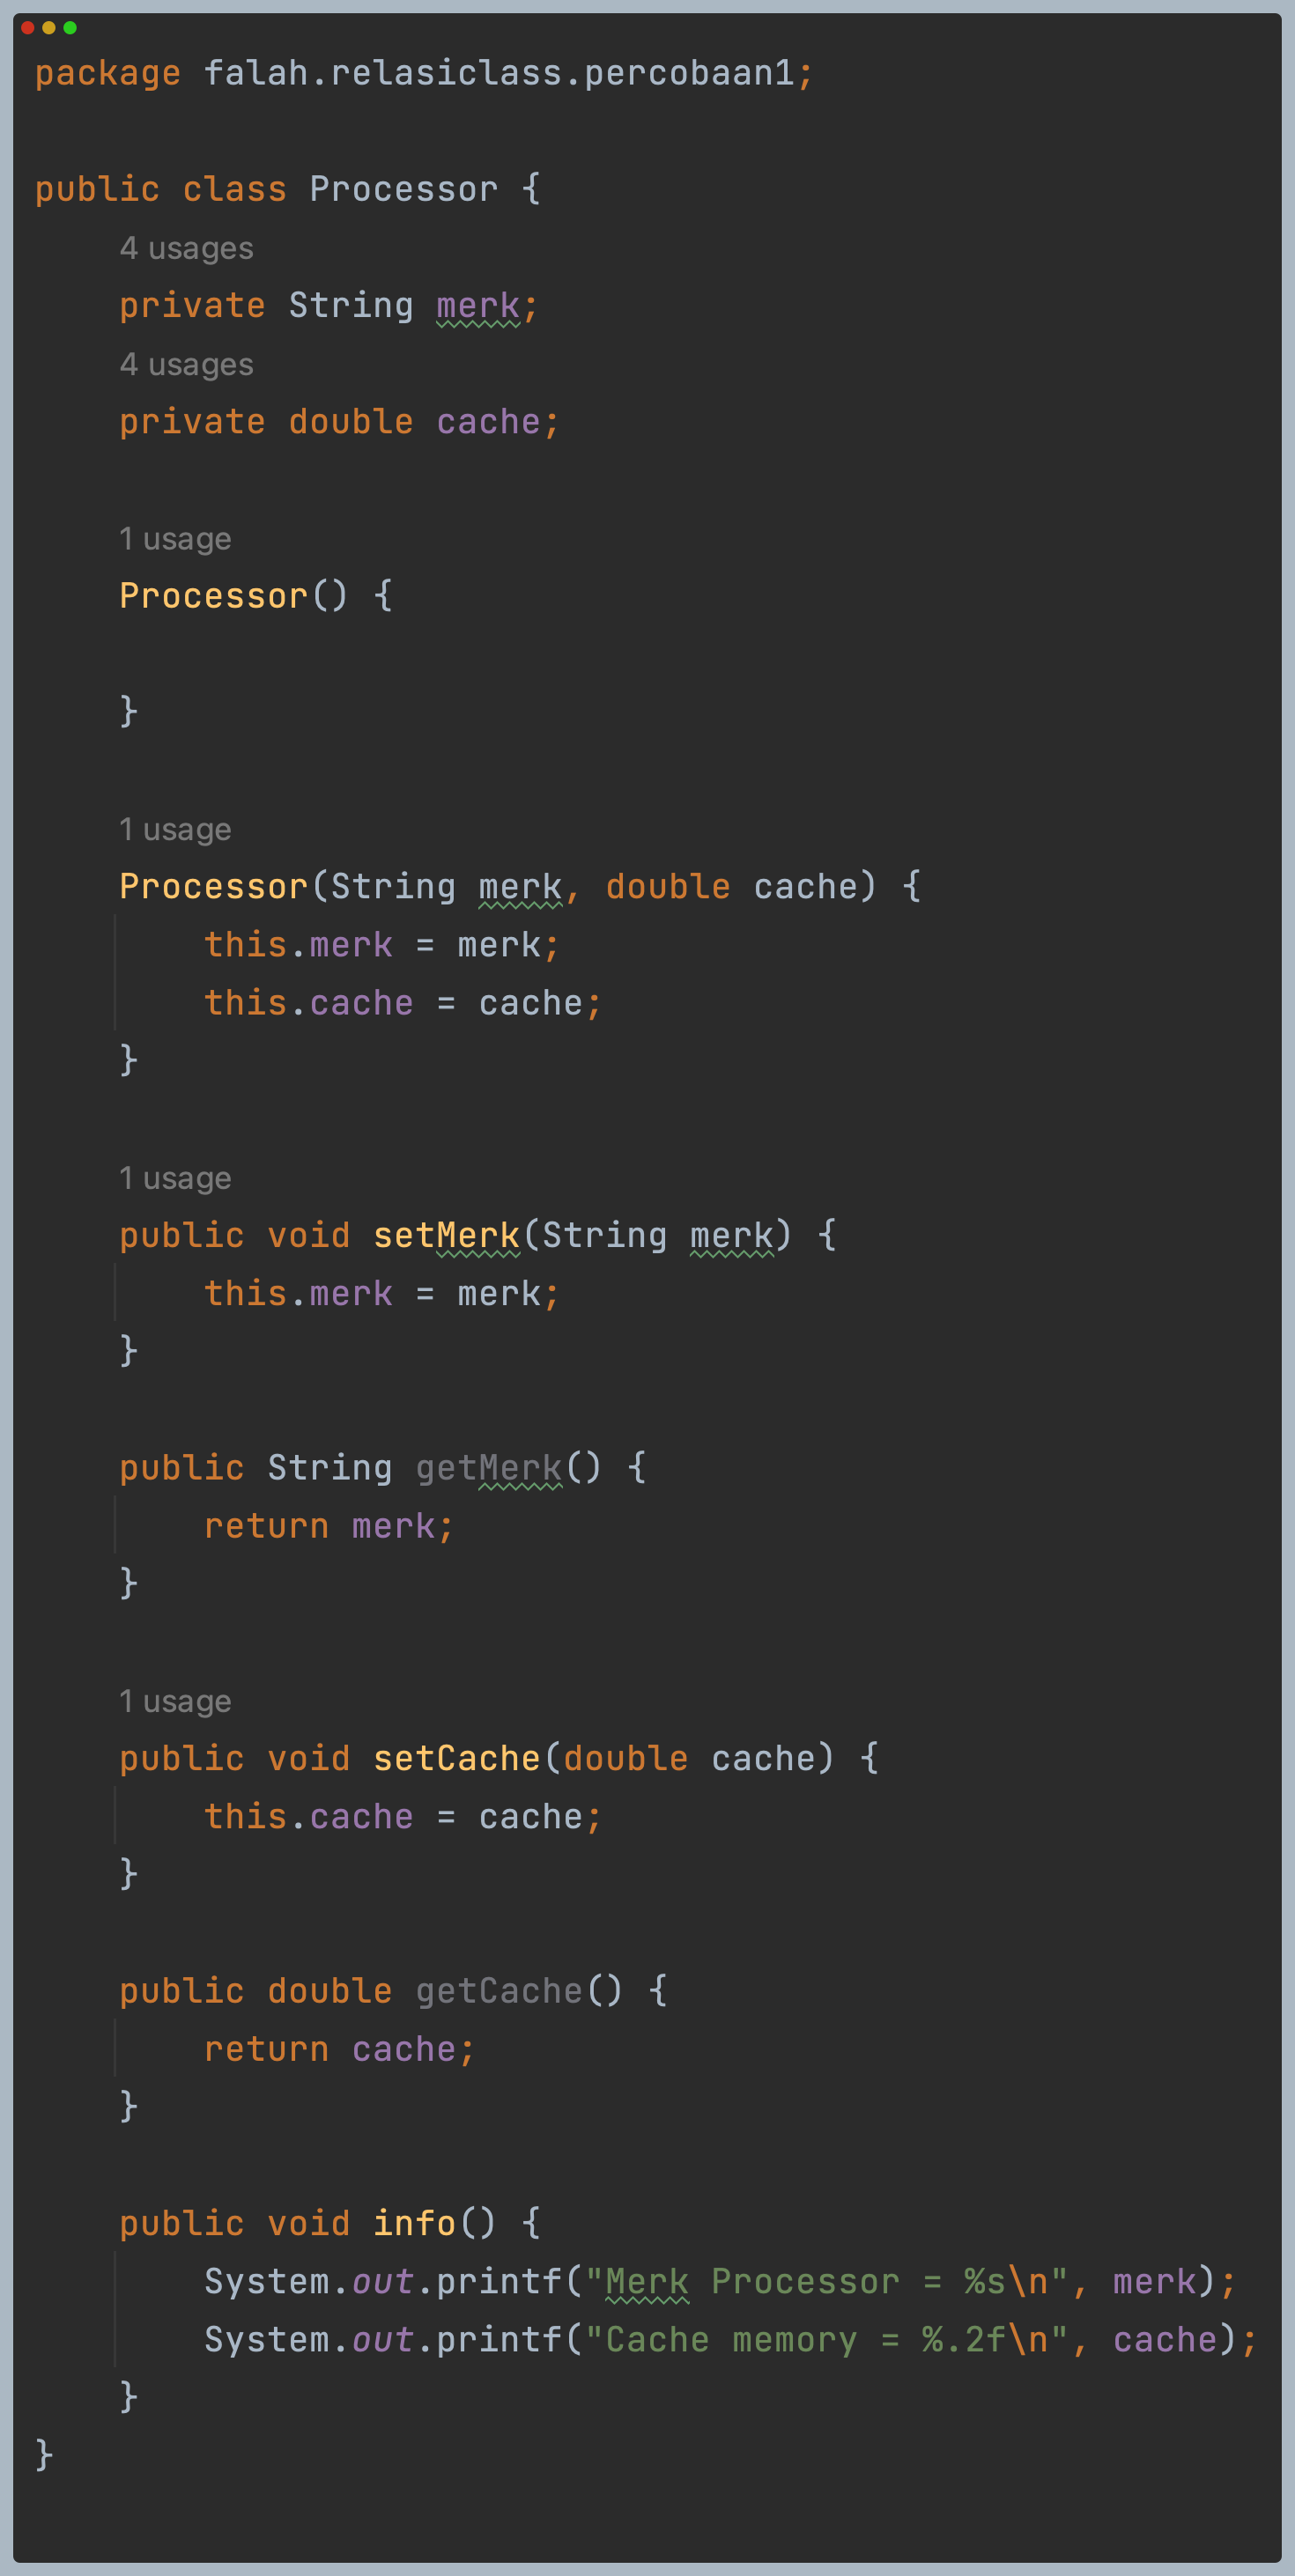 package falah.relasiclass.percobaan1;
public class Processor {
4 usages
private String merk;
4 usages
private double cache;
1 usage
Processor() {
}
1 usage
Processor(String merk, double cache) {
this.merk = merk;
this.cache = cache;
}
1 usage
public void setMerk(String merk) {
this.merk = merk;
}
public String getMerk() {
return merk;
}
1 usage
public void setCache(double cache) {
this.cache = cache;
}
public double getCache() {
return cache;
}
public void info() {
System.out.printf("Merk Processor = %s\n", merk);
System.out.printf("Cache memory = %.2f\n", cache);
}
}